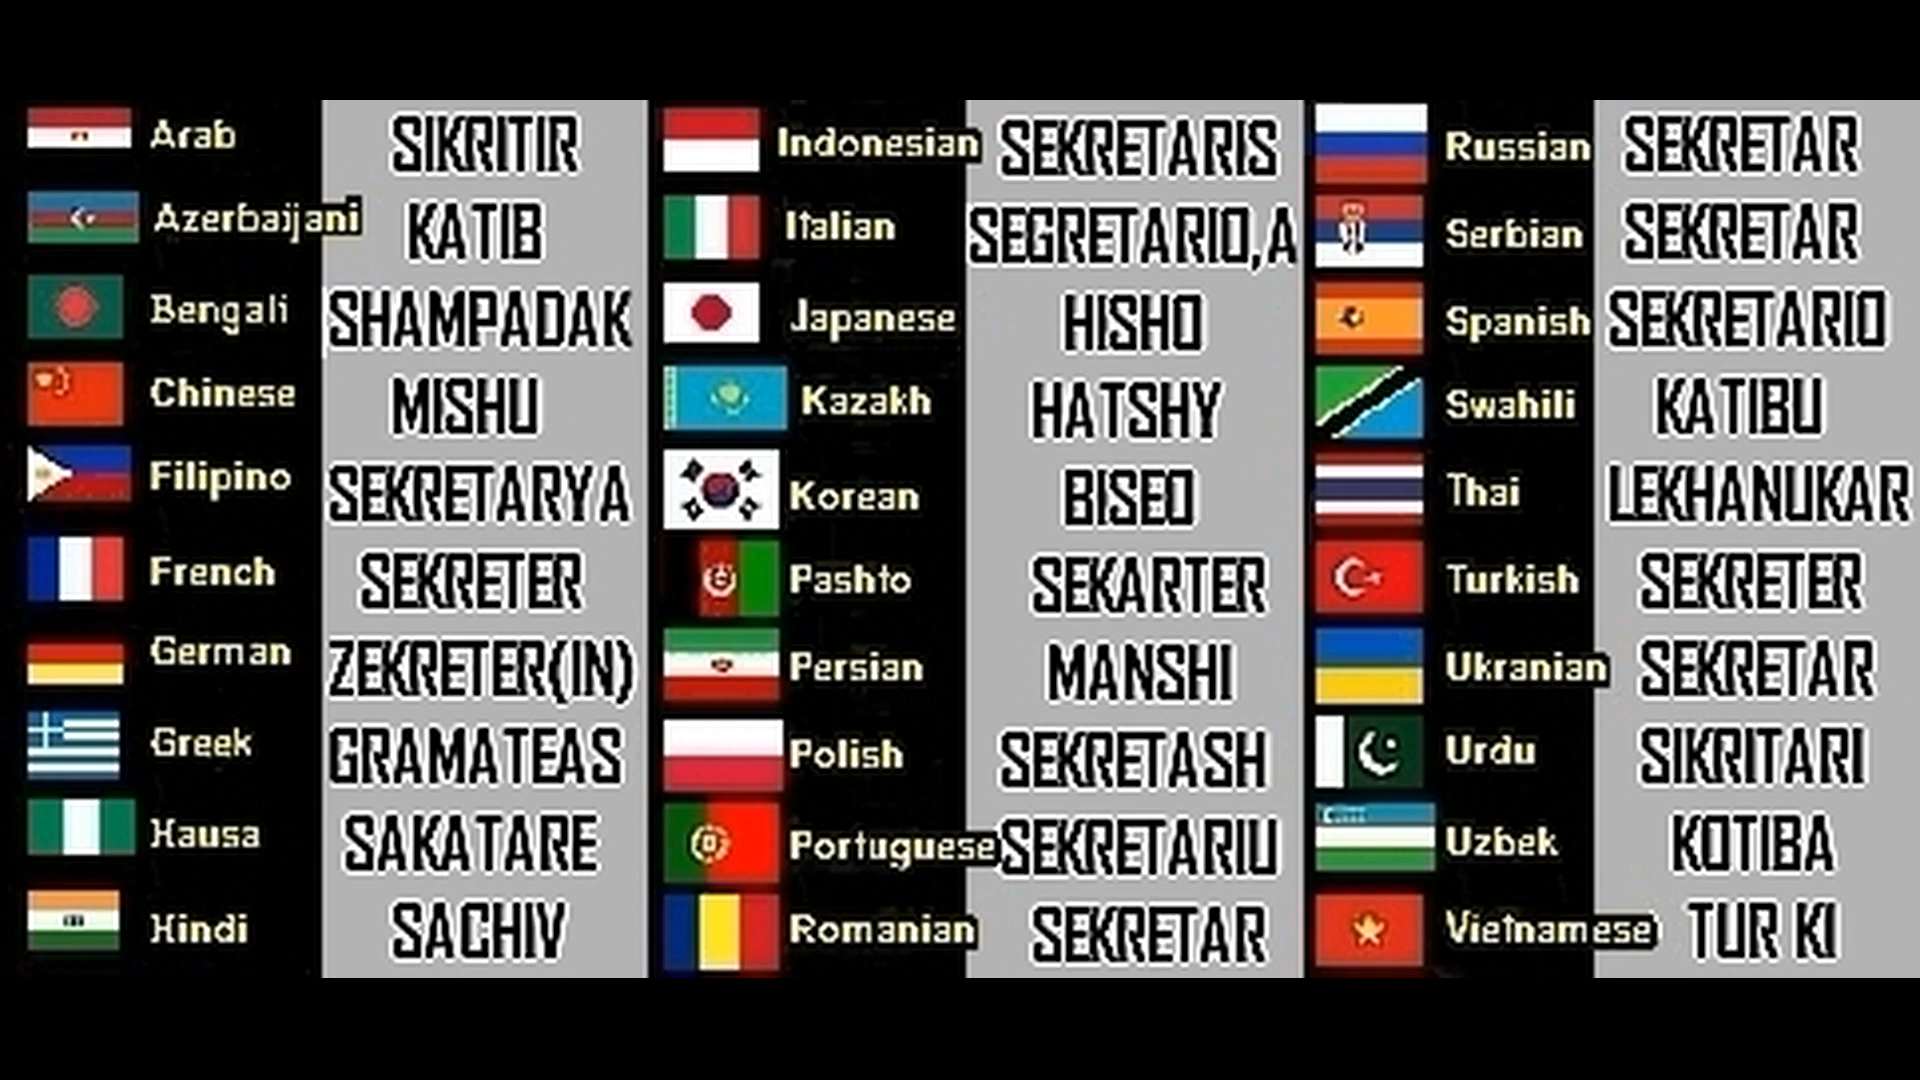 Arab SIKRITIR
Azerbaijani KATIB
Bengali SHAMPADAK
Chinese MISHU
Filipino SEKRETARYA
French SEKRETER
German ZEKRETER(IN)
Greek GRAMATEAS
Hausa SAKATARE
Hindi SACHIV
Indonesian SEKRETARIS
Italian SEGRETARIO,A
Japanese HISHO
Kazakh HATSHY
Korean BISEO
Pashto SEKARTER
Persian MANSHI
Polish SEKRETASH
Portuguese SEKRETARIU
Romanian SEKRETAR
Russian SEKRETAR
Serbian SEKRETAR
Spanish SEKRETARIO
Swahili KATIBU
Thai LEKHANUKAR
Turkish SEKRETER
Ukranian SEKRETAR
Urdu SIKRITARI
Uzbek KOTIBA
Vietnamese TUR KI